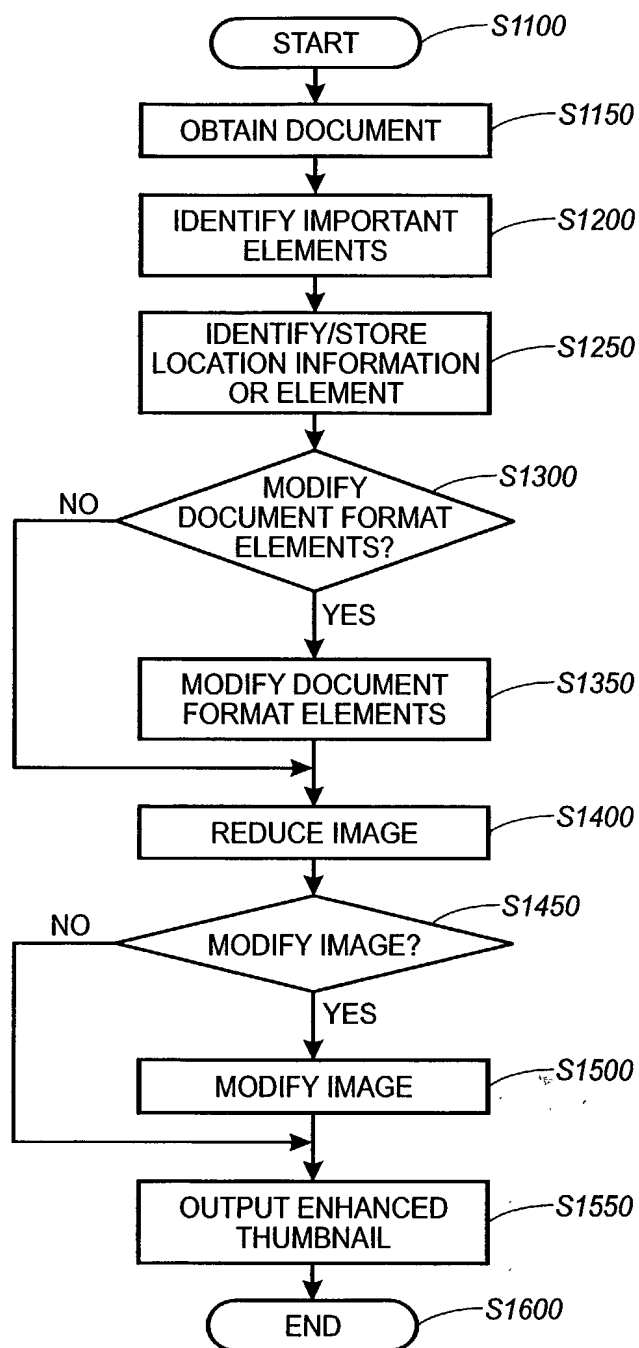 START
S1100
OBTAIN DOCUMENT
S1150
IDENTIFY IMPORTANT
ELEMENTS
S1200
IDENTIFY/STORE
LOCATION INFORMATION
OR ELEMENT
S1250
MODIFY
DOCUMENT FORMAT
ELEMENTS?
S1300
NO
YES
MODIFY DOCUMENT
FORMAT ELEMENTS
S1350
REDUCE IMAGE
S1400
MODIFY IMAGE?
S1450
NO
YES
MODIFY IMAGE
S1500
OUTPUT ENHANCED
THUMBNAIL
S1550
END
S1600